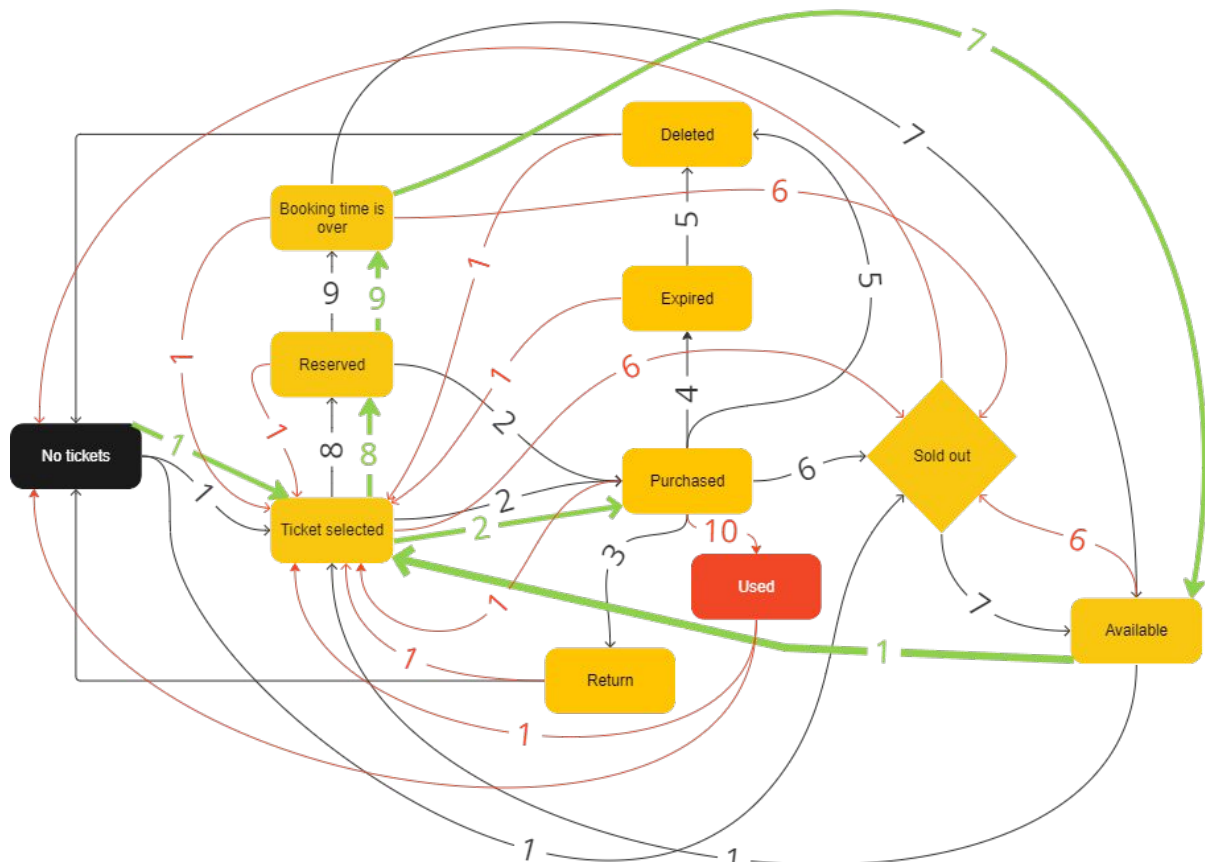 7
7
Deleted
6
Booking time is
over
5
1
5
Expired
9
9
1
Reserved
1
6
4
2
1
No tickets
1
8
8
Purchased
6
Sold out
1
2
Ticket selected
2
10
3
6
Used
1
7
Available
1
1
Return
1
1
1